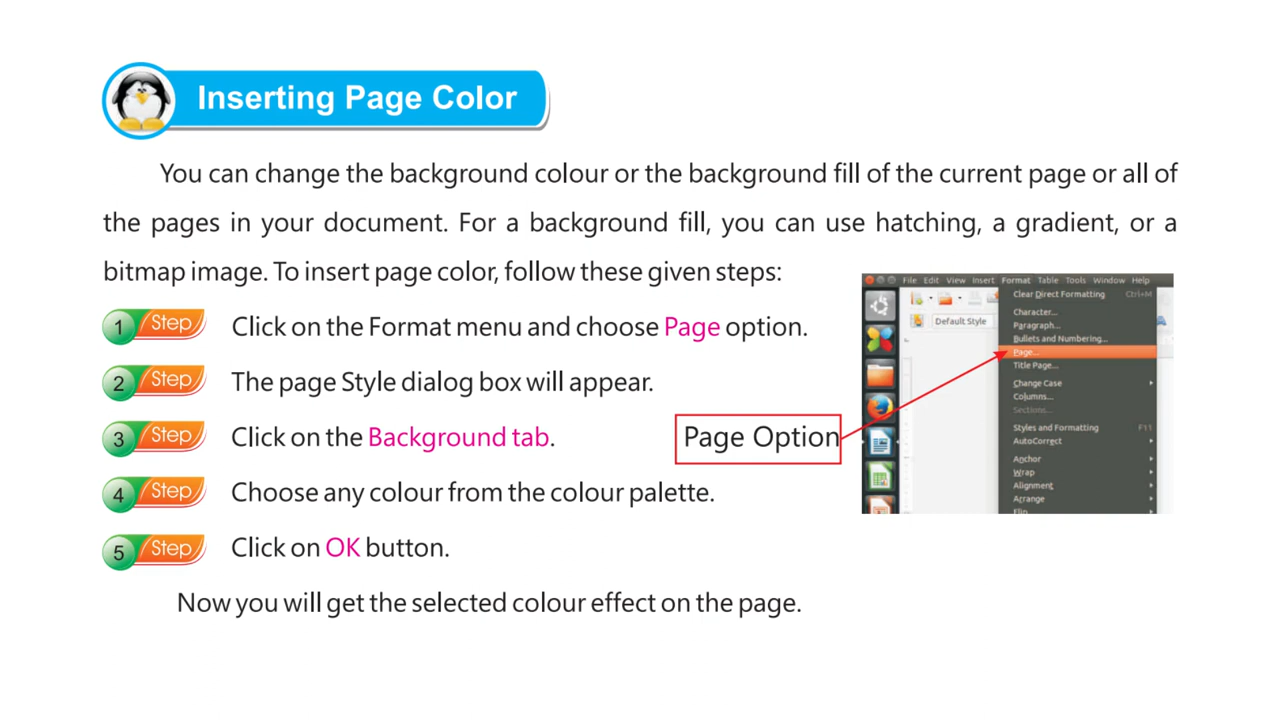 Inserting Page Color
You can change the background colour or the background fill of the current page or all of
the pages in your document. For a background fill, you can use hatching, a gradient, or a
bitmap image. To insert page color, follow these given steps:
1 Step Click on the Format menu and choose Page option.
2 Step The page Style dialog box will appear.
3 Step Click on the Background tab.
4 Step Choose any colour from the colour palette.
5 Step Click on OK button.
Now you will get the selected colour effect on the page.
Page Option
File Edit View Insert Format Table Tools Window Help
Clear Direct Formatting Ctrl+M
Default Style
Character...
Paragraph...
Bullets and Numbering...
Page...
Title Page...
Change Case
Columns...
Sections...
Styles and Formatting F11
AutoCorrect
Anchor
Wrap
Alignment
Arrange
Flip